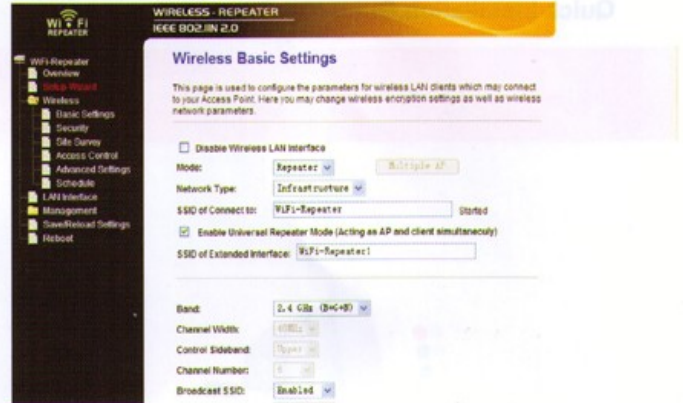 Wi Fi
REPEATER
WIRELESS - REPEATER
IEEE 802.11N 2.0
WiFi-Repeater
Overview
Setup Wizard
Wireless
Basic Settings
Security
Site Survey
Access Control
Advanced Settings
Schedule
LAN Interface
Management
Save/Reload Settings
Reboot
Wireless Basic Settings
This page is used to configure the parameters for wireless LAN clients which may connect
to your Access Point. Here you may change wireless encryption settings as well as wireless
network parameters.
Disable Wireless LAN Interface
Mode: Repeater Multiple AP
Network Type: Infrastructure
SSID of Connect to: WiFi-Repeater Started
Enable Universal Repeater Mode (Acting as AP and client simultaneouly)
SSID of Extended Interface: WiFi-Repeater1
Band: 2.4 GHz (B+G+N)
Channel Width: 40MHz
Control Sideband: Upper
Channel Number: 6
Broadcast SSID: Enabled